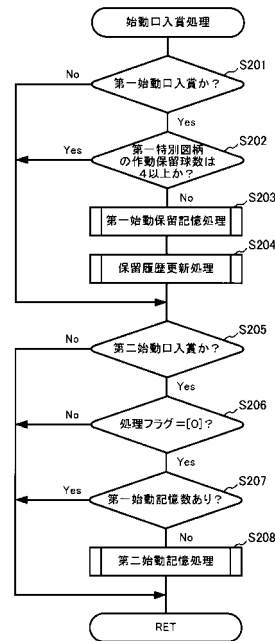 始動口入賞処理
S201
第一始動口入賞か？
No
Yes
S202
第一特別図柄
の作動保留球数は
4以上か？
Yes
No
S203
第一始動保留記憶処理
S204
保留履歴更新処理
S205
第二始動口入賞か？
No
Yes
S206
処理フラグ=[0]？
No
Yes
S207
第一始動記憶数あり？
Yes
No
S208
第二始動記憶処理
RET